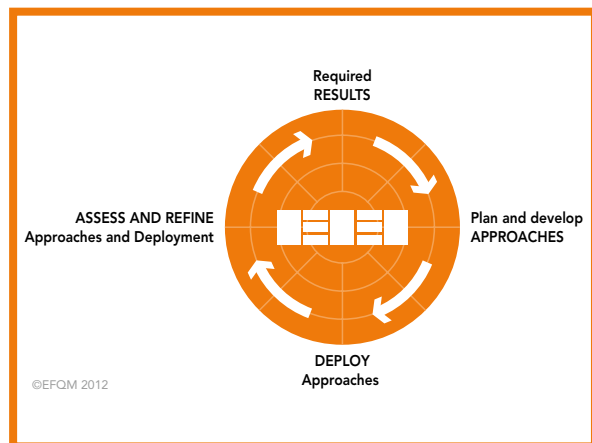 Required
RESULTS
Plan and develop
APPROACHES
DEPLOY
Approaches
ASSESS AND REFINE
Approaches and Deployment
©EFQM 2012